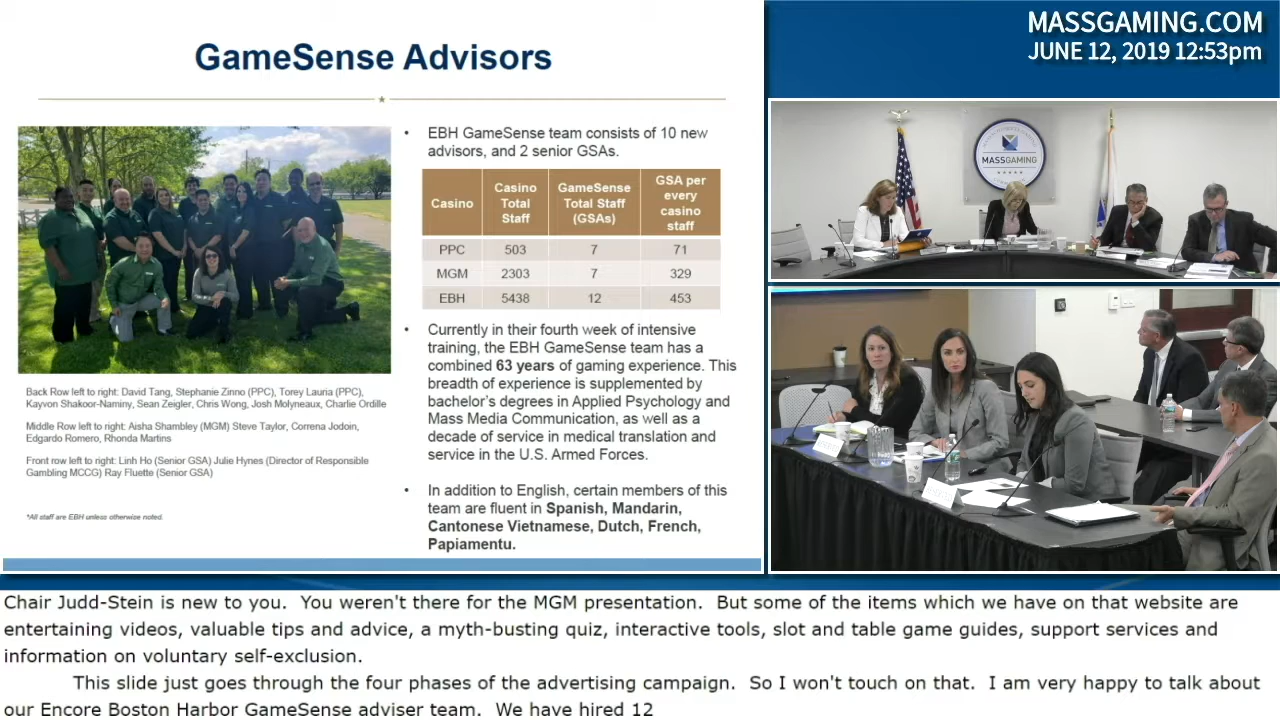 GameSense Advisors
MASSGAMING.COM
JUNE 12, 2019 12:53pm
• EBH GameSense team consists of 10 new
advisors, and 2 senior GSAs.
Casino Casino Total Staff GameSense Total Staff (GSAs) GSA per every casino staff
PPC 503 7 71
MGM 2303 7 329
EBH 5438 12 453
• Currently in their fourth week of intensive
training, the EBH GameSense team has a
combined 63 years of gaming experience. This
breadth of experience is supplemented by
bachelor's degrees in Applied Psychology and
Mass Media Communication, as well as a
decade of service in medical translation and
service in the U.S. Armed Forces.
• In addition to English, certain members of this
team are fluent in Spanish, Mandarin,
Cantonese Vietnamese, Dutch, French,
Papiamentu.
Back Row left to right: David Tang, Stephanie Zinno (PPC), Torey Lauria (PPC),
Kayvon Shakoor-Naminy, Sean Zeigler, Chris Wong, Josh Molyneaux, Charlie Ordille
Middle Row left to right: Aisha Shambley (MGM) Steve Taylor, Correna Jodoin,
Edgardo Romero, Rhonda Martins
Front row left to right: Linh Ho (Senior GSA) Julie Hynes (Director of Responsible
Gambling MCCG) Ray Fluette (Senior GSA)
*All staff are EBH unless otherwise noted.
MASSGAMING
Chair Judd-Stein is new to you. You weren't there for the MGM presentation. But some of the items which we have on that website are
entertaining videos, valuable tips and advice, a myth-busting quiz, interactive tools, slot and table game guides, support services and
information on voluntary self-exclusion.
This slide just goes through the four phases of the advertising campaign. So I won't touch on that. I am very happy to talk about
our Encore Boston Harbor GameSense adviser team. We have hired 12